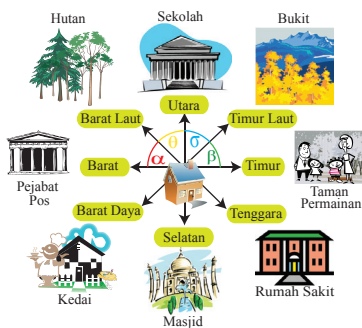 Hutan
Sekolah
Bukit
Utara
Barat Laut
Timur Laut
θ
σ
α
β
Barat
Timur
Pejabat
Pos
Taman
Permainan
Barat Daya
Tenggara
Selatan
Kedai
Masjid
Rumah Sakit